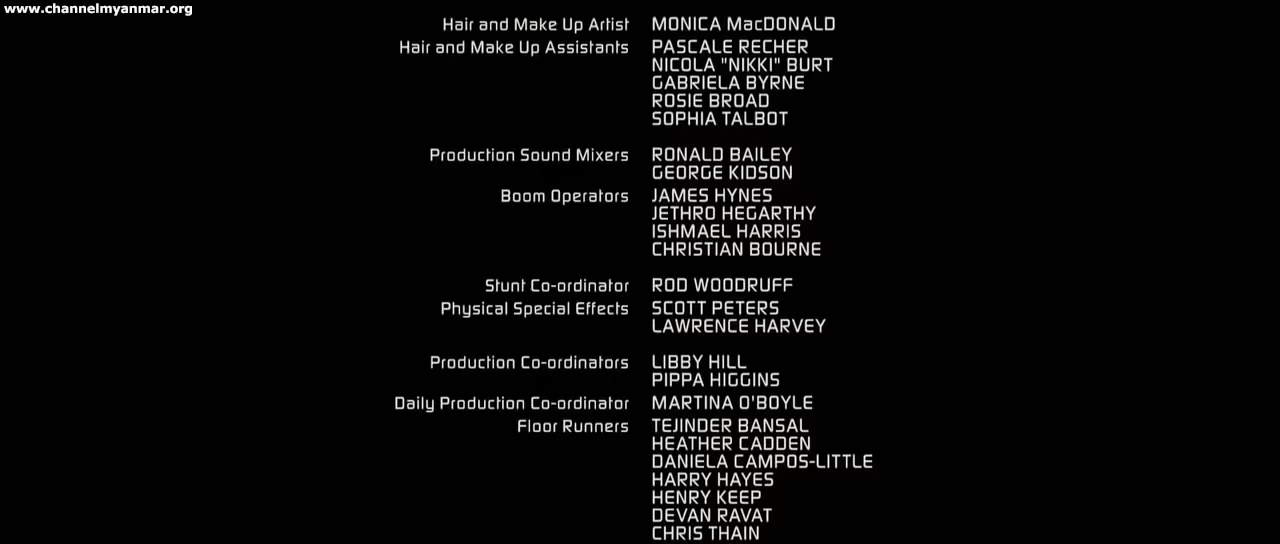 www.channelmyanmar.org
Hair and Make Up Artist MONICA MacDONALD
Hair and Make Up Assistants PASCALE RECHER
NICOLA "NIKKI" BURT
GABRIELA BYRNE
ROSIE BROAD
SOPHIA TALBOT
Production Sound Mixers RONALD BAILEY
GEORGE KIDSON
Boom Operators JAMES HYNES
JETHRO HEGARTHY
ISHMAEL HARRIS
CHRISTIAN BOURNE
Stunt Co-ordinator ROD WOODRUFF
Physical Special Effects SCOTT PETERS
LAWRENCE HARVEY
Production Co-ordinators LIBBY HILL
PIPPA HIGGINS
Daily Production Co-ordinator MARTINA O'BOYLE
Floor Runners TEJINDER BANSAL
HEATHER CADDEN
DANIELA CAMPOS-LITTLE
HARRY HAYES
HENRY KEEP
DEVAN RAVAT
CHRIS THAIN